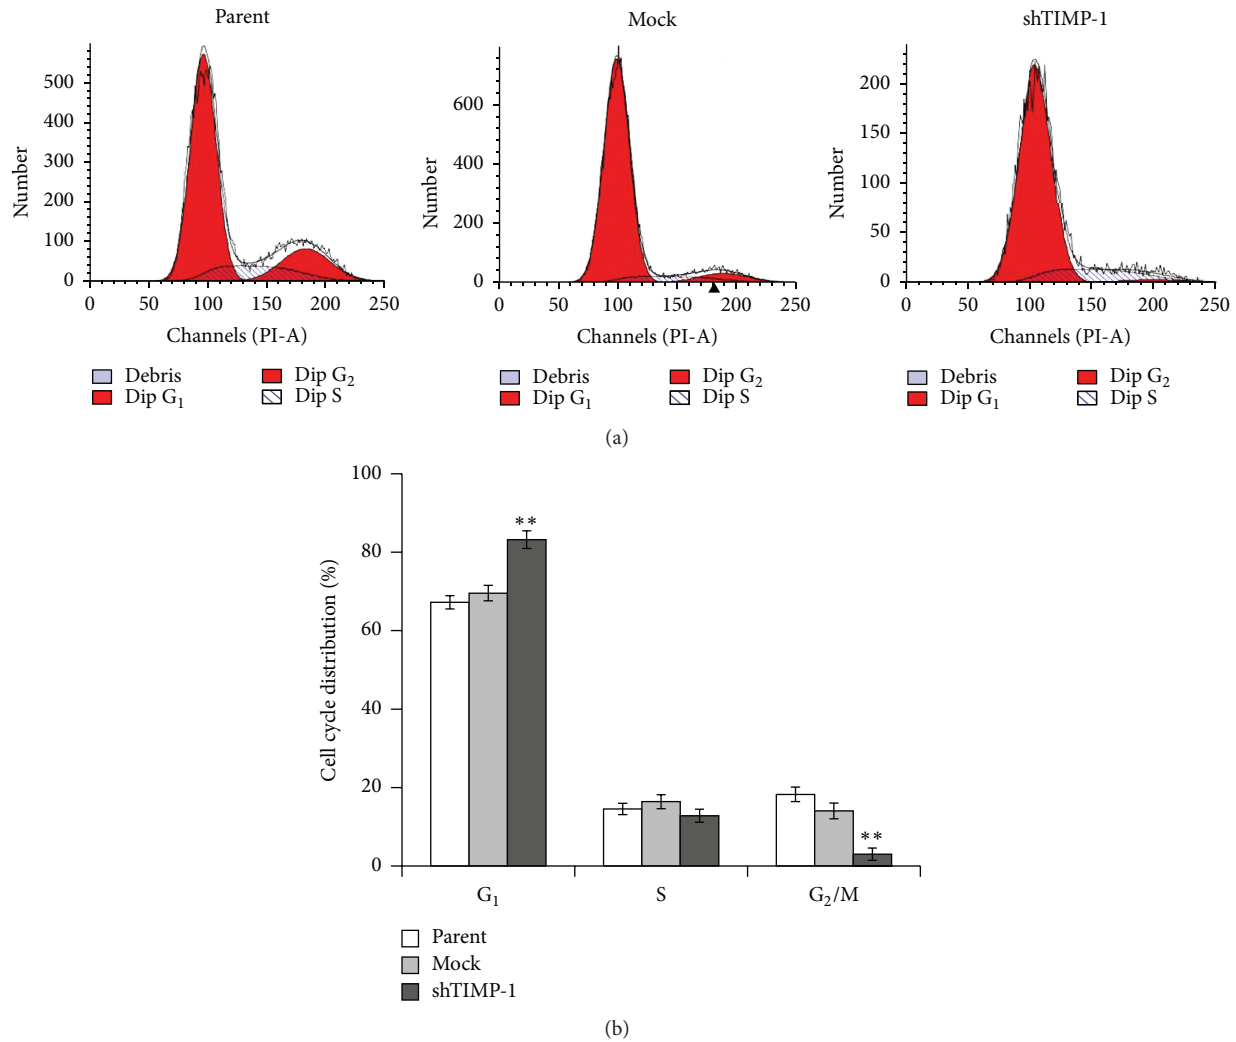 Parent
Mock
shTIMP-1
Number
500
400
300
200
100
0
0 50 100 150 200 250
Channels (PI-A)
Number
600
400
200
0
0 50 100 150 200 250
Channels (PI-A)
Number
200
150
100
50
0
0 50 100 150 200 250
Channels (PI-A)
Debris
Dip G₁
Dip G₂
Dip S
Debris
Dip G₁
Dip G₂
Dip S
Debris
Dip G₁
Dip G₂
Dip S
(a)
Cell cycle distribution (%)
100
80
60
40
20
0
**
**
G₁ S G₂/M
Parent
Mock
shTIMP-1
(b)